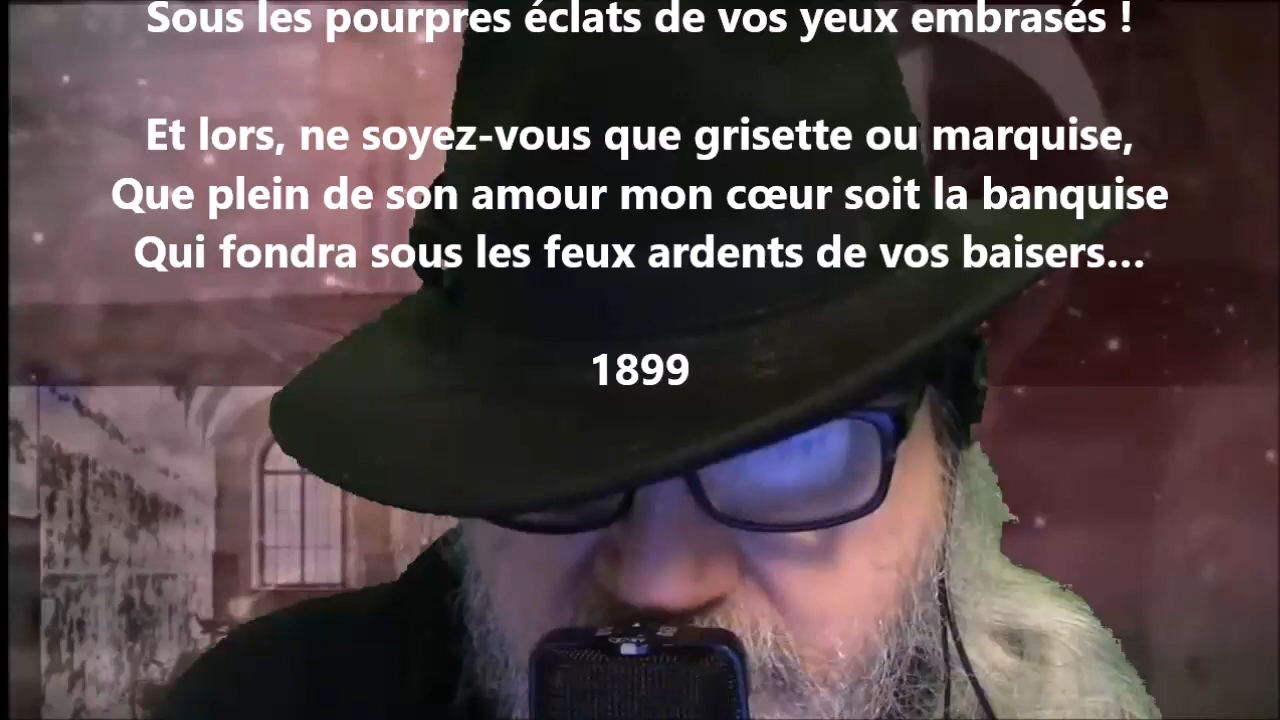 Sous les pourpres éclats de vos yeux embrasés !
Et lors, ne soyez-vous que grisette ou marquise,
Que plein de son amour mon cœur soit la banquise
Qui fondra sous les feux ardents de vos baisers...
1899